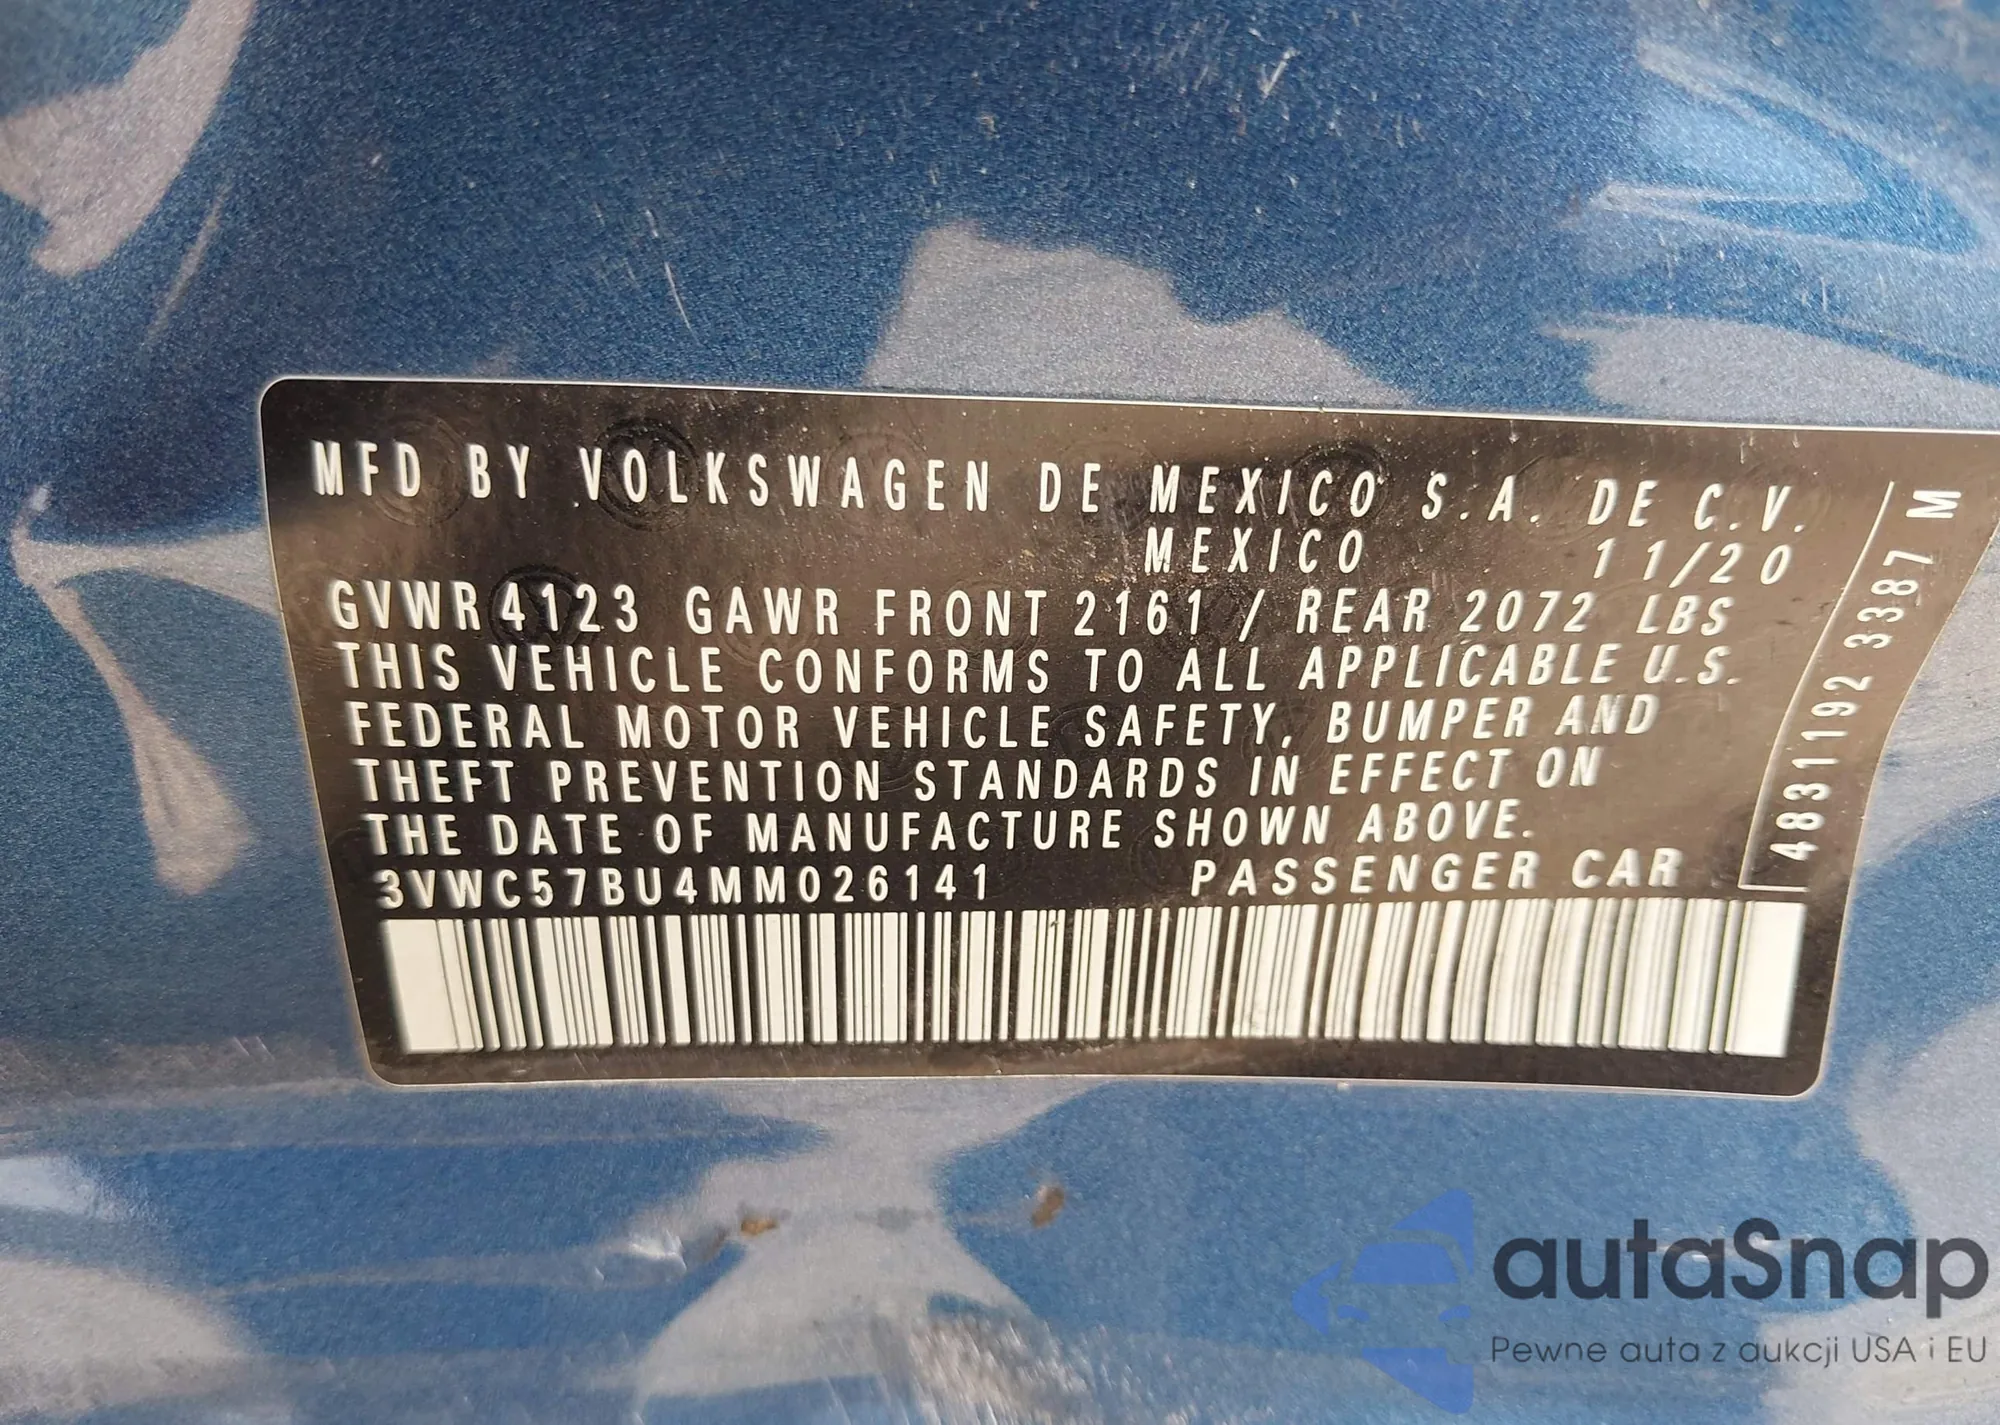 MFD BY VOLKSWAGEN DE MEXICO S.A. DE C.V.
MEXICO 11/20
GVWR 4123 GAWR FRONT 2161 / REAR 2072 LBS
THIS VEHICLE CONFORMS TO ALL APPLICABLE U.S.
FEDERAL MOTOR VEHICLE SAFETY, BUMPER AND
THEFT PREVENTION STANDARDS IN EFFECT ON
THE DATE OF MANUFACTURE SHOWN ABOVE.
3VWC57BU4MM026141 PASSENGER CAR
4831192 3387 M
autaSnap
Pewne auta z aukcji USA i EU